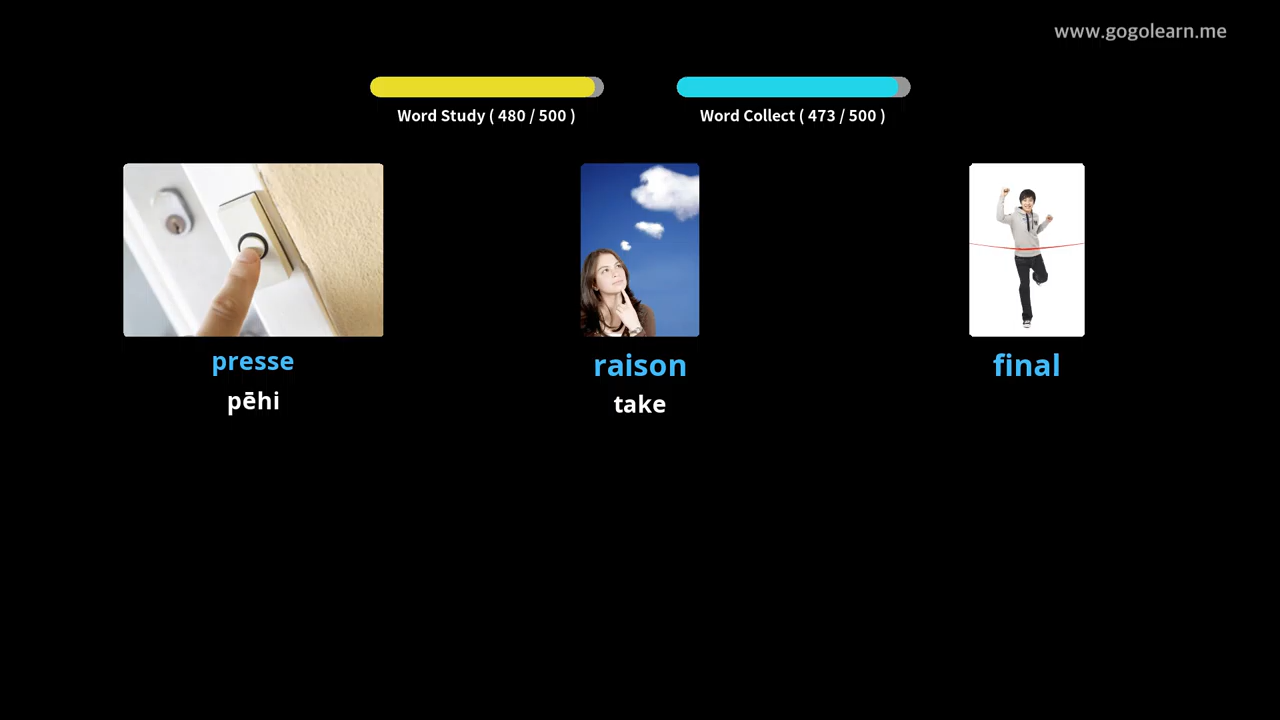 www.gogolearn.me
Word Study ( 480 / 500 )
Word Collect ( 473 / 500 )
presse
pēhi
raison
take
final